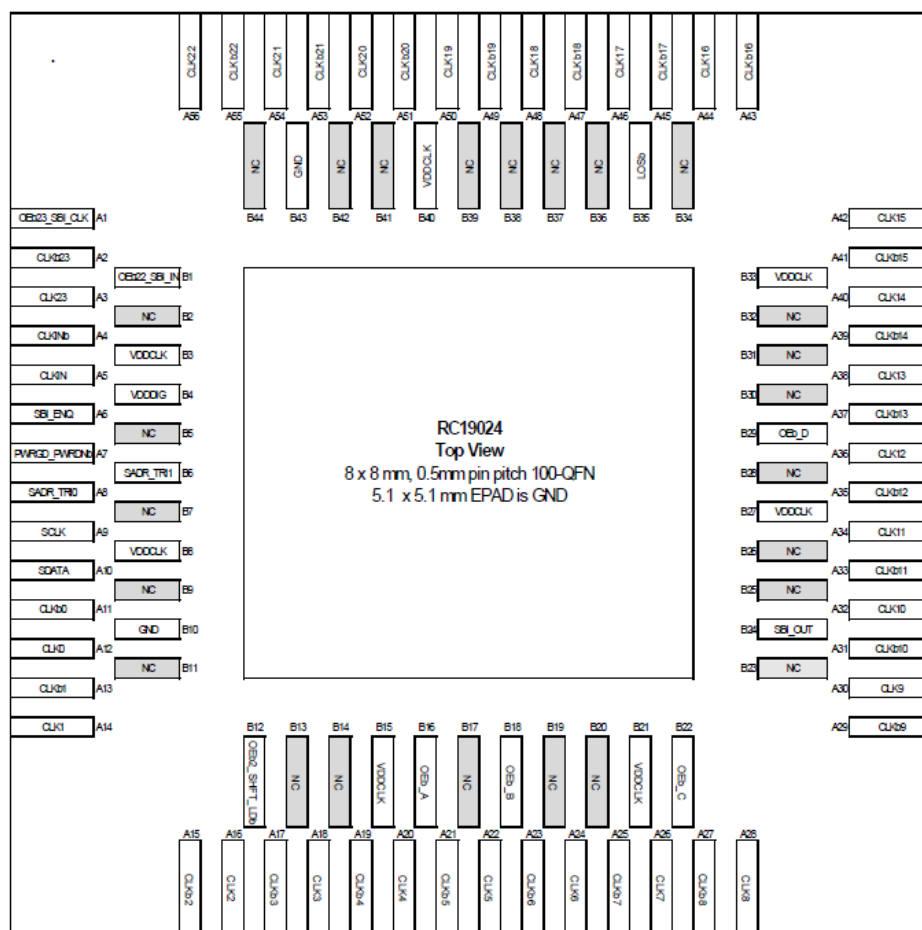 CLK22 CLKb22 CLK21 CLKb21 CLK20 CLKb20 CLK19 CLKb19 CLK18 CLKb18 CLK17 CLKb17 CLK16 CLKb16
A56 A55 A54 A53 A52 A51 A50 A49 A48 A47 A46 A45 A44 A43
NC GND NC NC VDDCLK NC NC NC NC LOSb NC
B44 B43 B42 B41 B40 B39 B38 B37 B36 B35 B34
OEb23_SBI_CLK A1
A42 CLK15
CLKb23 A2
A41 CLKb15
OEb22_SBI_IN B1
B33 VDDCLK
CLK23 A3
A40 CLK14
NC B2
B32 NC
CLKINb A4
A39 CLKb14
VDDCLK B3
B31 NC
CLKIN A5
A38 CLK13
VDDDIG B4
B30 NC
SBI_ENQ A6
A37 CLKb13
NC B5
B29 OEb_D
PWRGD_PWRDNb A7
A36 CLK12
SADR_TRI1 B6
B28 NC
SADR_TRI0 A8
A35 CLKb12
NC B7
B27 VDDCLK
SCLK A9
A34 CLK11
VDDCLK B8
B26 NC
SDATA A10
A33 CLKb11
NC B9
B25 NC
CLKb0 A11
A32 CLK10
GND B10
B24 SBI_OUT
CLK0 A12
A31 CLKb10
NC B11
B23 NC
CLKb1 A13
A30 CLK9
CLK1 A14
A29 CLKb9
RC19024
Top View
8 x 8 mm, 0.5mm pin pitch 100-QFN
5.1 x 5.1 mm EPAD is GND
B12 B13 B14 B15 B16 B17 B18 B19 B20 B21 B22
OEb2_SHFT_LDb NC NC VDDCLK OEb_A NC OEb_B NC NC VDDCLK OEb_C
A15 A16 A17 A18 A19 A20 A21 A22 A23 A24 A25 A26 A27 A28
CLKb2 CLK2 CLKb3 CLK3 CLKb4 CLK4 CLKb5 CLK5 CLKb6 CLK6 CLKb7 CLK7 CLKb8 CLK8